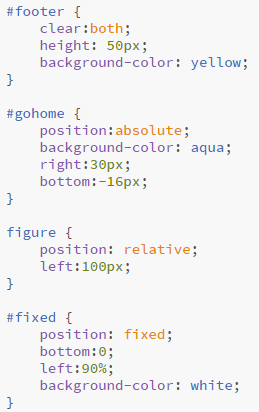 #footer {
    clear:both;
    height: 50px;
    background-color: yellow;
}

#gohome {
    position:absolute;
    background-color: aqua;
    right:30px;
    bottom:-16px;
}

figure {
    position: relative;
    left:100px;
}

#fixed {
    position: fixed;
    bottom:0;
    left:90%;
    background-color: white;
}